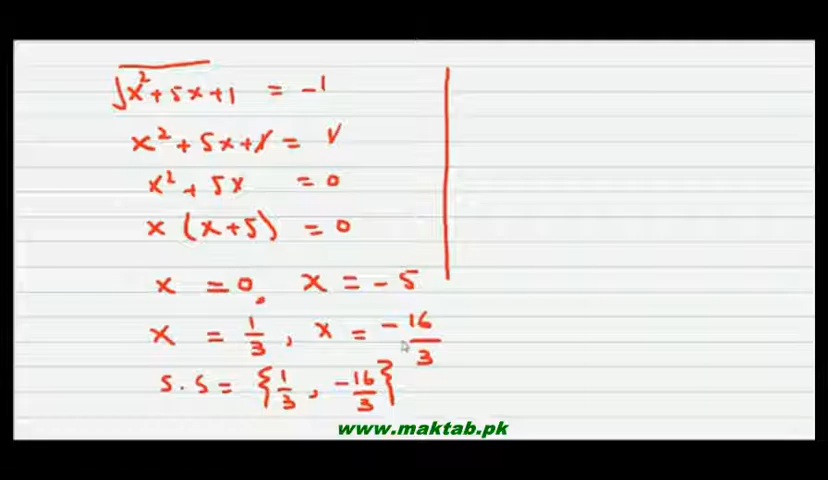 √x²+5x+1 = -1
x²+5x+1 = 1
x²+5x = 0
x (x+5) = 0
x = 0, x = -5
x = 1/3, x = -16/3
S.S = {1/3, -16/3}
www.maktab.pk